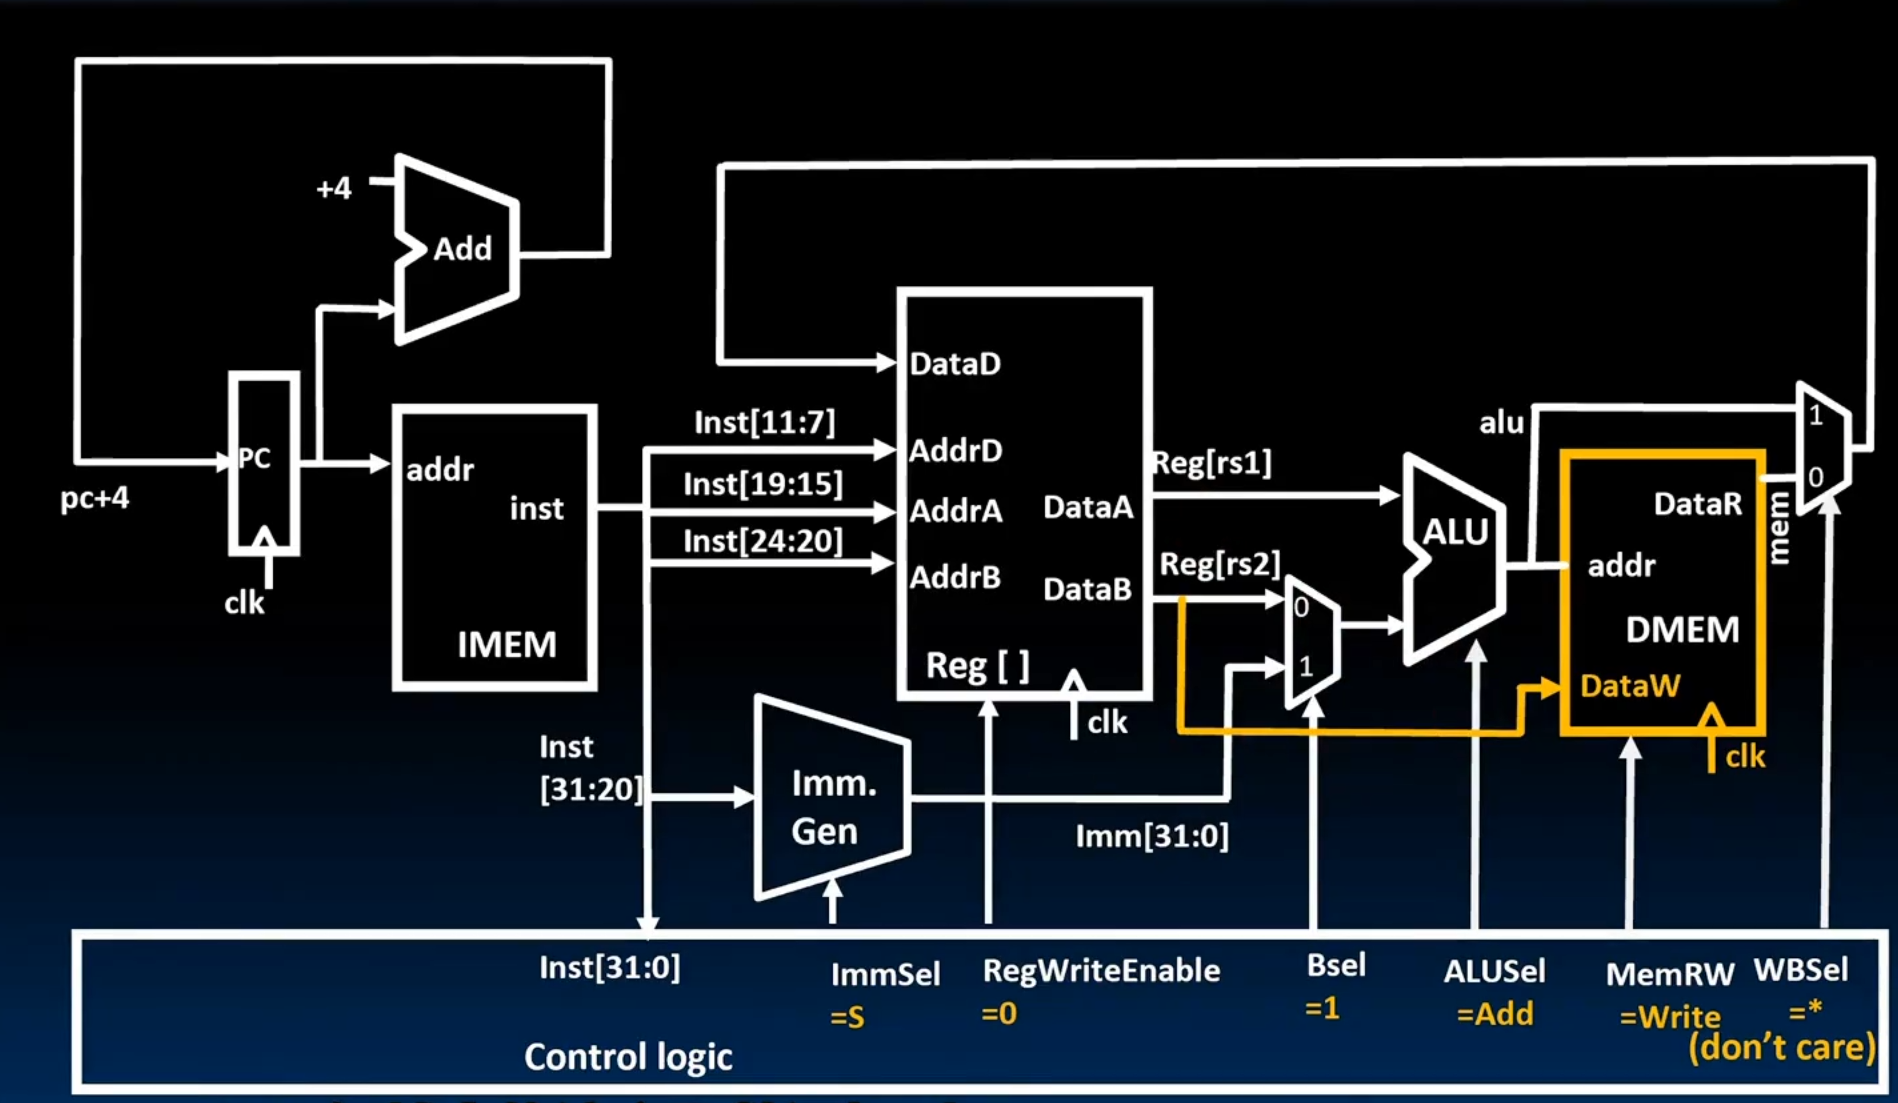 +4
Add
DataD
Inst[11:7]
alu
1
AddrD
PC
addr
Reg[rs1]
Inst[19:15]
0
pc+4
inst
AddrA
DataA
DataR
mem
ALU
Inst[24:20]
Reg[rs2]
addr
AddrB
DataB
0
clk
DMEM
IMEM
Reg [ ]
1
DataW
clk
clk
Inst
[31:20]
Imm.
Gen
Imm[31:0]
Inst[31:0]
ImmSel
=S
RegWriteEnable
=0
Bsel
=1
ALUSel
=Add
MemRW
=Write
WBSel
=*
(don't care)
Control logic